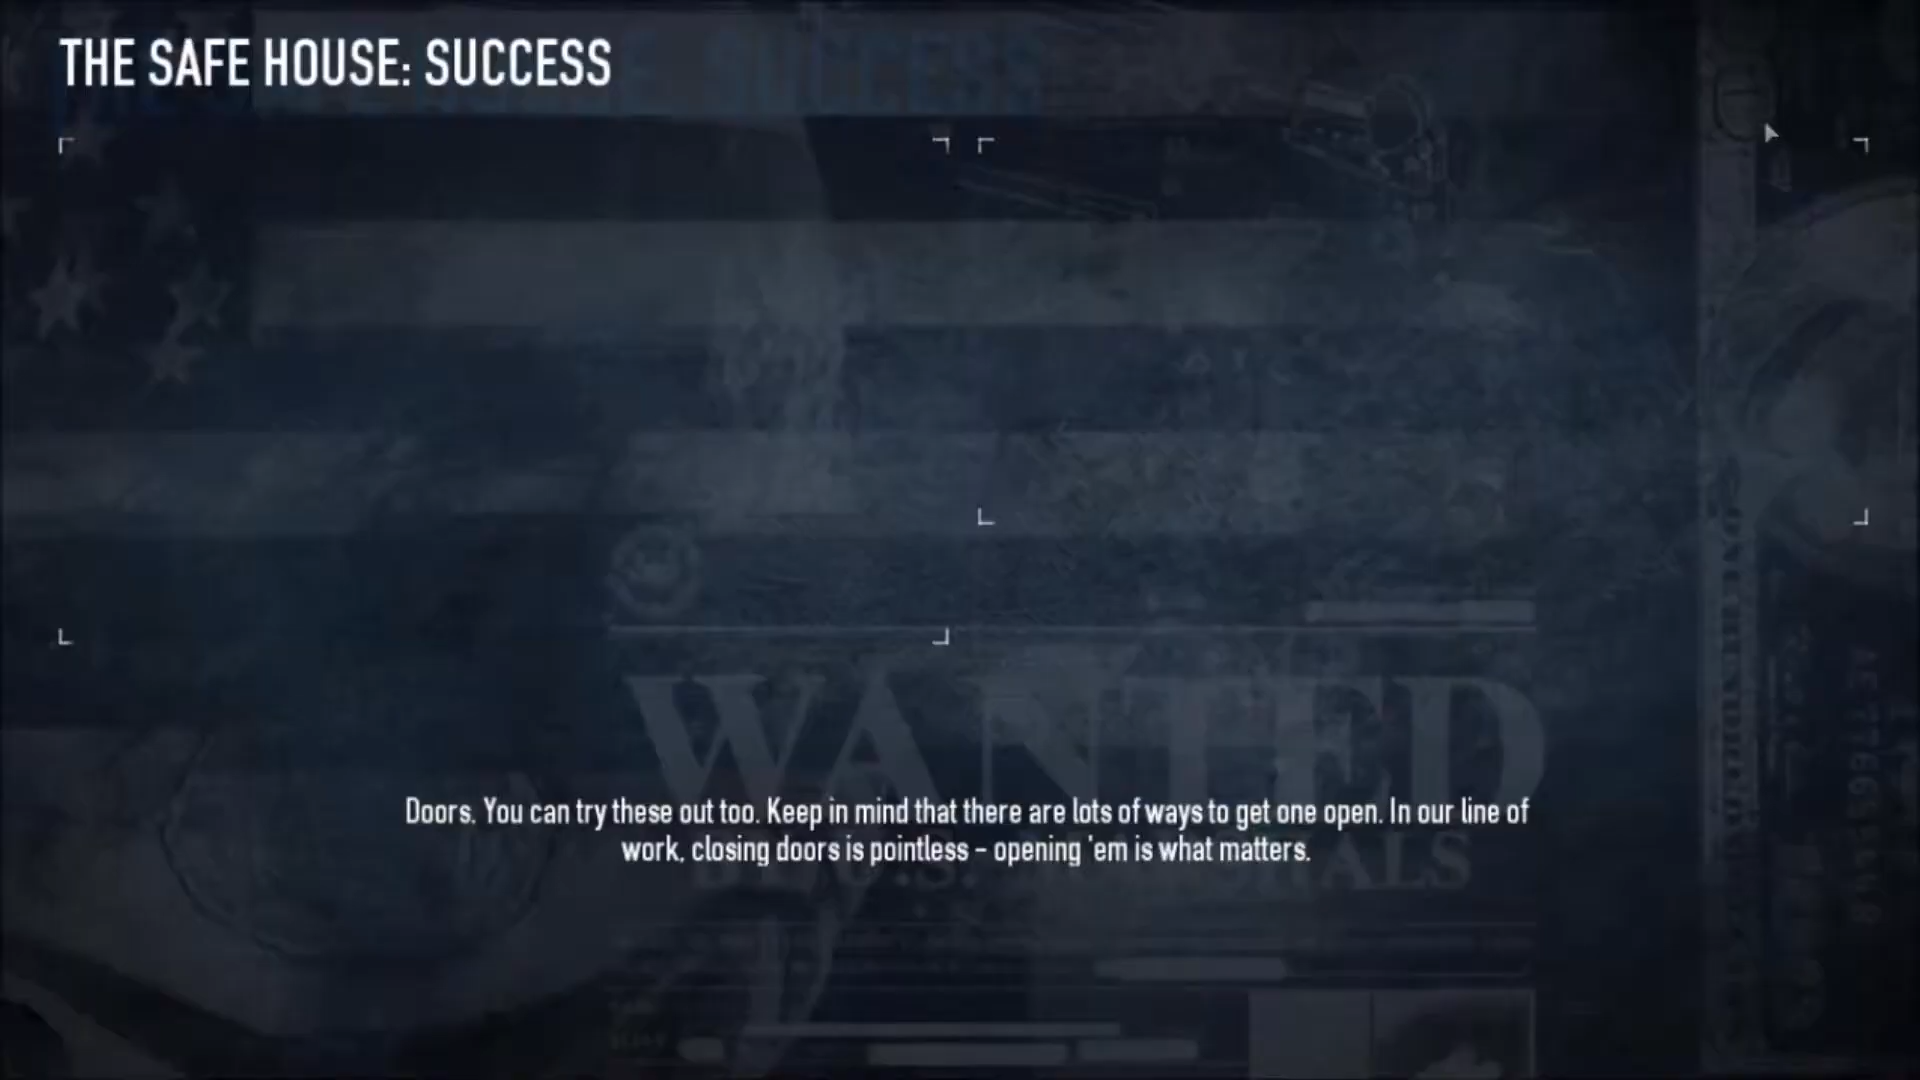 THE SAFE HOUSE: SUCCESS
WANTED
Doors. You can try these out too. Keep in mind that there are lots of ways to get one open. In our line of
work, closing doors is pointless - opening 'em is what matters.